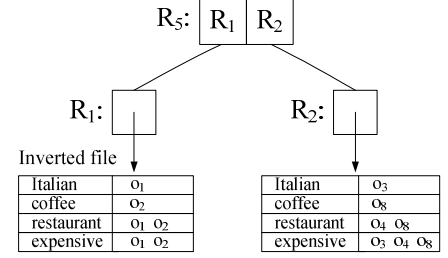 R5: R1 R2
R1: R2:
Inverted file
Italian o1
coffee o2
restaurant o1 o2
expensive o1 o2
Italian o3
coffee o8
restaurant o4 o8
expensive o3 o4 o8